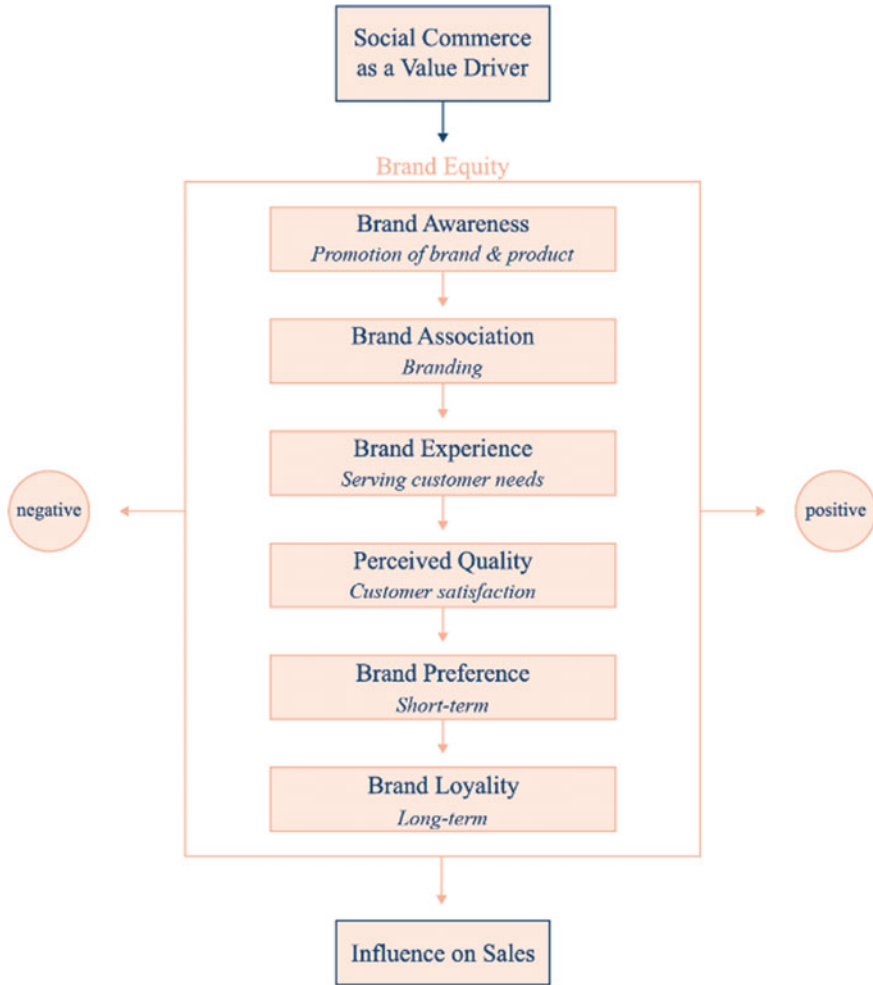 Social Commerce
as a Value Driver
Brand Equity
Brand Awareness
Promotion of brand & product
Brand Association
Branding
Brand Experience
Serving customer needs
negative
positive
Perceived Quality
Customer satisfaction
Brand Preference
Short-term
Brand Loyality
Long-term
Influence on Sales